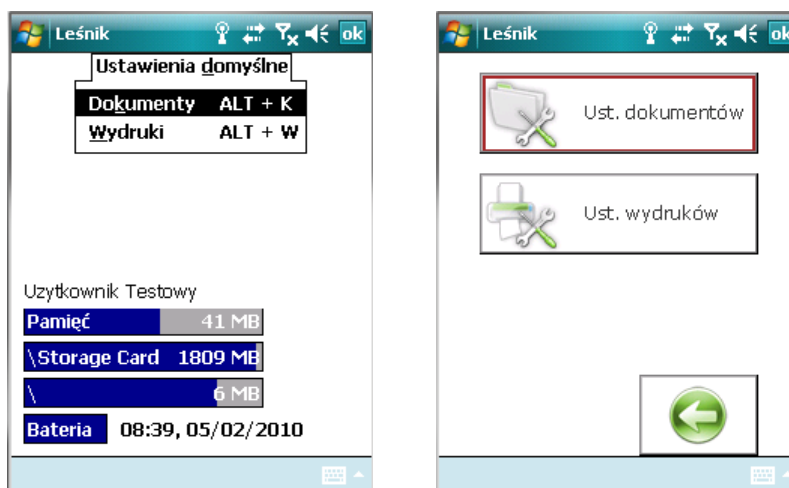 Leśnik
ok
Ustawienia domyślne
Dokumenty ALT + K
Wydruki ALT + W
Uzytkownik Testowy
Pamięć 41 MB
\Storage Card 1809 MB
\ 6 MB
Bateria 08:39, 05/02/2010
Leśnik
ok
Ust. dokumentów
Ust. wydruków